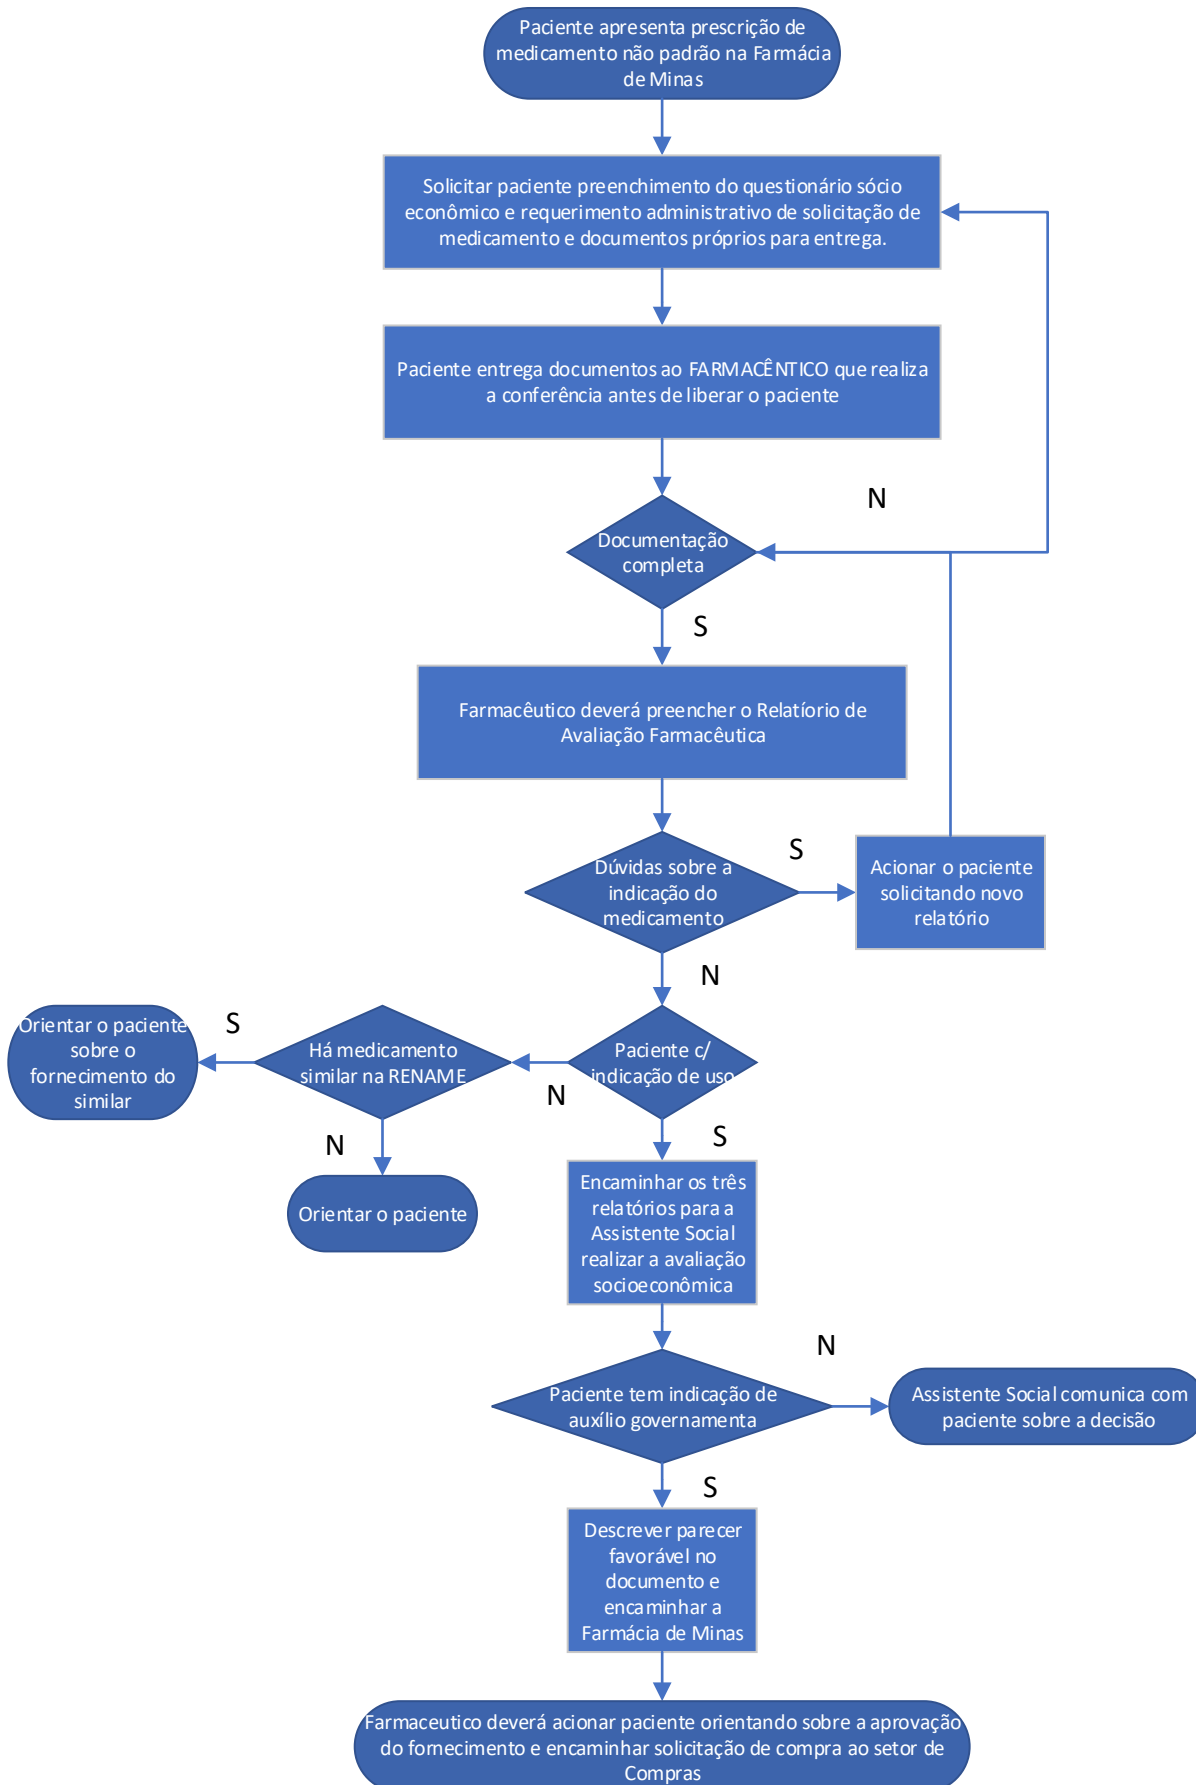 Paciente apresenta prescrição de
medicamento não padrão na Farmácia
de Minas
Solicitar paciente preenchimento do questionário sócio
econômico e requerimento administrativo de solicitação de
medicamento e documentos próprios para entrega.
Paciente entrega documentos ao FARMACÊNTICO que realiza
a conferência antes de liberar o paciente
N
Documentação
completa
S
Farmacêutico deverá preencher o Relatíorio de
Avaliação Farmacêutica
Dúvidas sobre a
indicação do
medicamento
S
Acionar o paciente
solicitando novo
relatório
N
Paciente c/
indicação de uso
N
Há medicamento
similar na RENAME
S
Orientar o paciente
sobre o
fornecimento do
similar
N
Orientar o paciente
S
Encaminhar os três
relatórios para a
Assistente Social
realizar a avaliação
socioeconômica
Paciente tem indicação de
auxílio governamenta
N
Assistente Social comunica com
paciente sobre a decisão
S
Descrever parecer
favorável no
documento e
encaminhar a
Farmácia de Minas
Farmaceutico deverá acionar paciente orientando sobre a aprovação
do fornecimento e encaminhar solicitação de compra ao setor de
Compras